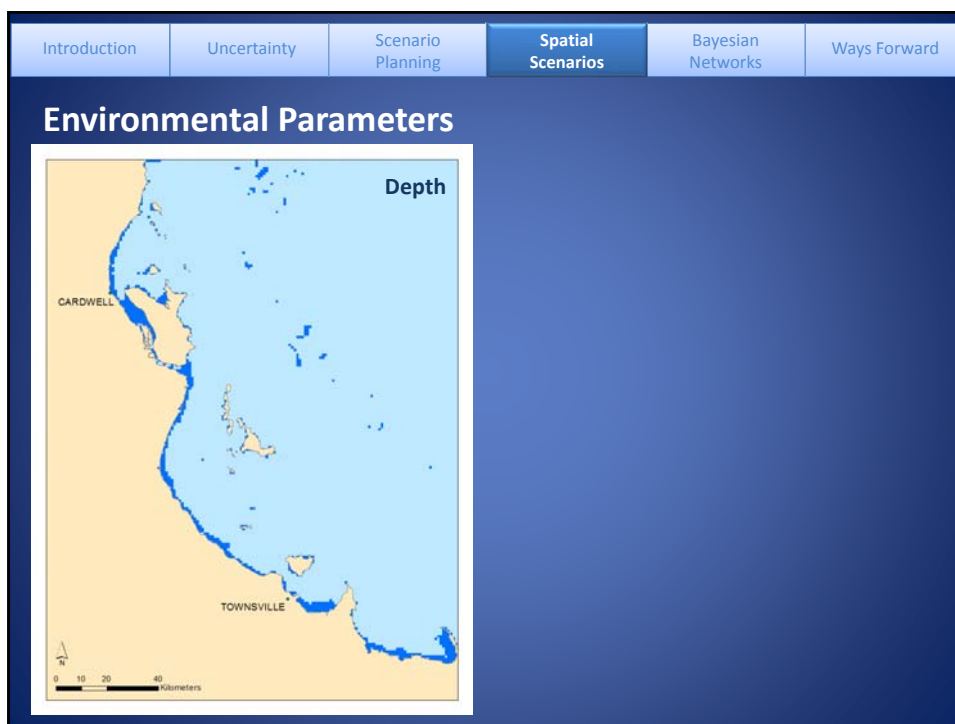 Introduction
Uncertainty
Scenario
Planning
Spatial
Scenarios
Bayesian
Networks
Ways Forward
Environmental Parameters
Depth
CARDWELL
TOWNSVILLE
N
0 10 20 40
Kilometers